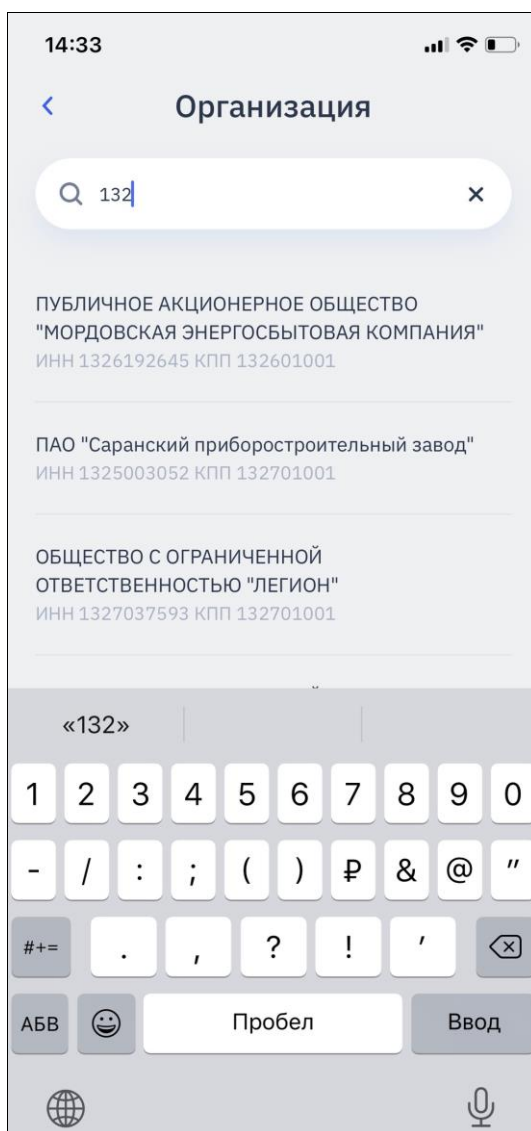 14:33
Организация
132
ПУБЛИЧНОЕ АКЦИОНЕРНОЕ ОБЩЕСТВО
"МОРДОВСКАЯ ЭНЕРГОСБЫТОВАЯ КОМПАНИЯ"
ИНН 1326192645 КПП 132601001
ПАО "Саранский приборостроительный завод"
ИНН 1325003052 КПП 132701001
ОБЩЕСТВО С ОГРАНИЧЕННОЙ
ОТВЕТСТВЕННОСТЬЮ "ЛЕГИОН"
ИНН 1327037593 КПП 132701001
«132»
1 2 3 4 5 6 7 8 9 0
- / : ; ( ) ₽ & @ "
#+= . , ? ! '
АБВ Пробел Ввод